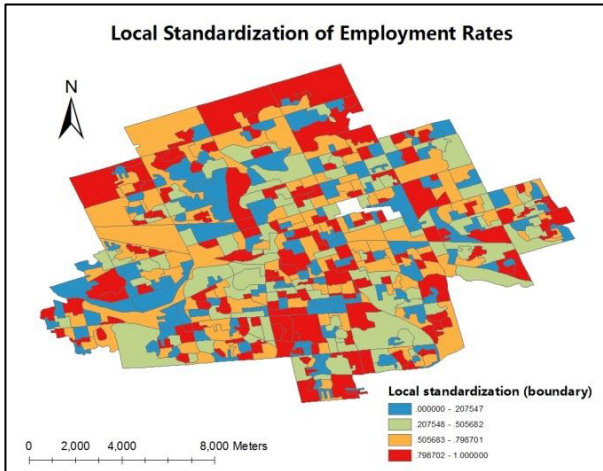 Local Standardization of Employment Rates
N
Local standardization (boundary)
.000000 - .207547
.207548 - .505682
.505683 - .798701
.798702 - 1.000000
0 2,000 4,000 8,000 Meters